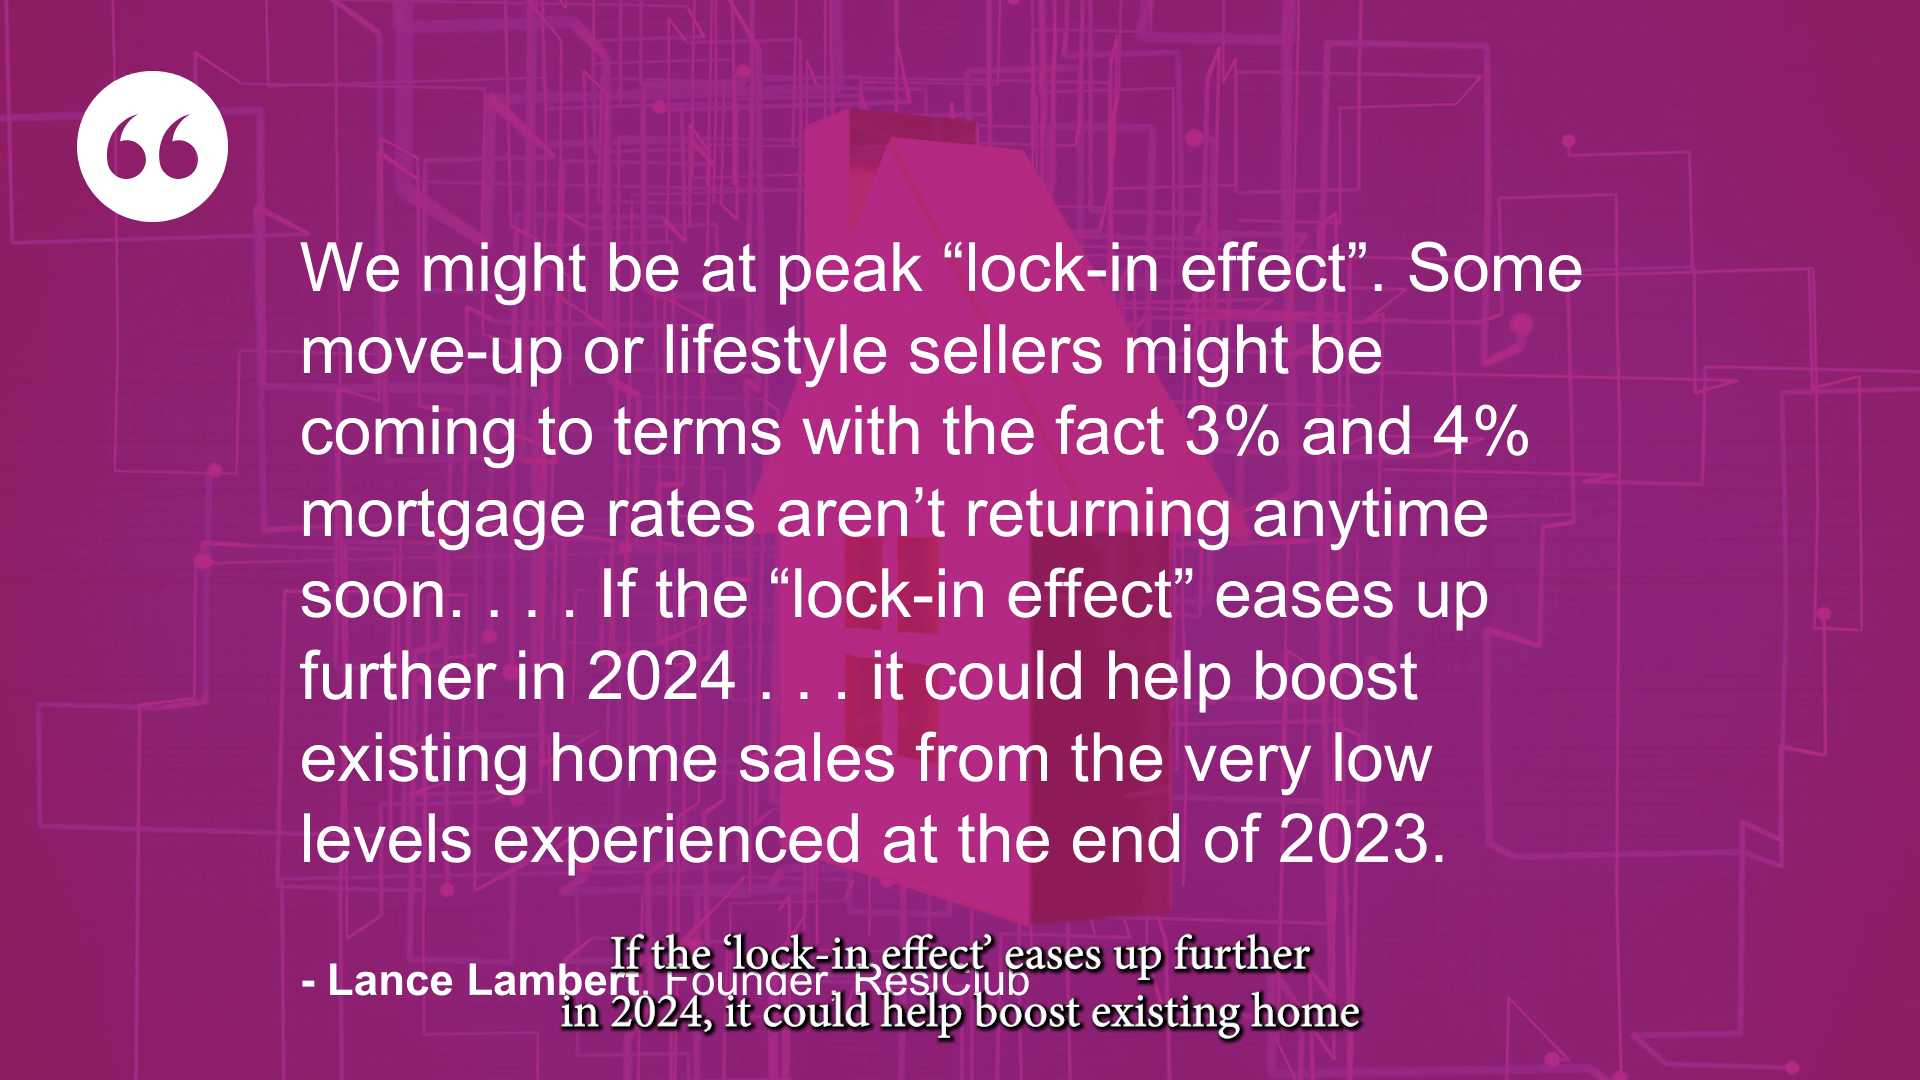 “
We might be at peak “lock-in effect”. Some
move-up or lifestyle sellers might be
coming to terms with the fact 3% and 4%
mortgage rates aren’t returning anytime
soon. . . . If the “lock-in effect” eases up
further in 2024 . . . it could help boost
existing home sales from the very low
levels experienced at the end of 2023.
- Lance Lambert, Founder, ResiClub
If the ‘lock-in effect’ eases up further
in 2024, it could help boost existing home